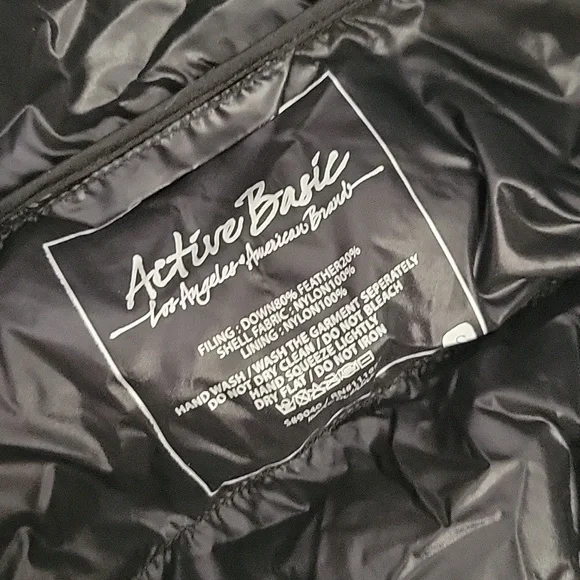 Active Basic
Los Angeles - American Brand
FILING : DOWN80% FEATHER20%
SHELL FABRIC : NYLON100%
LINING : NYLON100%
HAND WASH / WASH THE GARMENT SEPERATELY
DO NOT DRY CLEAN / DO NOT BLEACH
HAND SQUEEZE LIGHTLY
DRY FLAT / DO NOT IRON